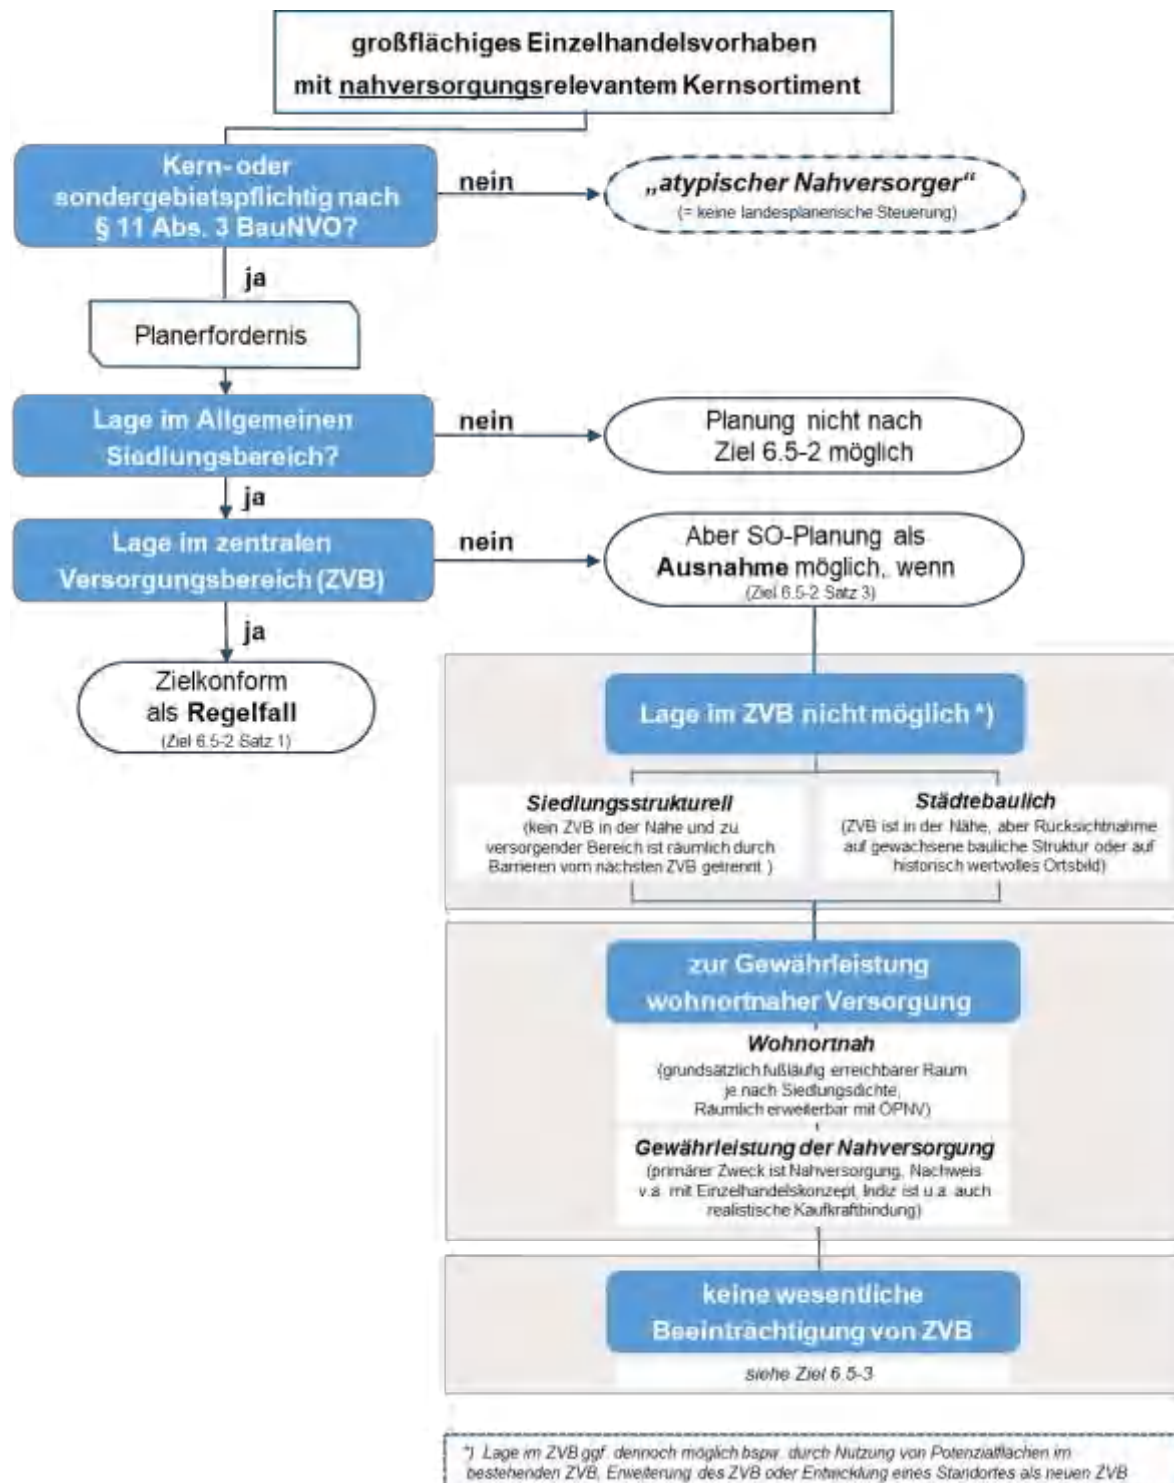 großflächiges Einzelhandelsvorhaben
mit nahversorgungsrelevantem Kernsortiment
Kern- oder
sondergebietspflichtig nach
§ 11 Abs. 3 BauNVO?
nein
„atypischer Nahversorger“
(= keine landesplanerische Steuerung)
ja
Planerfordernis
Lage im Allgemeinen
Siedlungsbereich?
nein
Planung nicht nach
Ziel 6.5-2 möglich
ja
Lage im zentralen
Versorgungsbereich (ZVB)
nein
Aber SO-Planung als
Ausnahme möglich, wenn
(Ziel 6.5-2 Satz 3)
ja
Zielkonform
als Regelfall
(Ziel 6.5-2 Satz 1)
Lage im ZVB nicht möglich *)
Siedlungsstrukturell
(kein ZVB in der Nähe und zu
versorgender Bereich ist räumlich durch
Barrieren vom nächsten ZVB getrennt )
Städtebaulich
(ZVB ist in der Nähe, aber Rücksichtnahme
auf gewachsene bauliche Struktur oder auf
historisch wertvolles Ortsbild)
zur Gewährleistung
wohnortnaher Versorgung
Wohnortnah
(grundsätzlich fußläufig erreichbarer Raum
je nach Siedlungsdichte,
Räumlich erweiterbar mit ÖPNV)
Gewährleistung der Nahversorgung
(primärer Zweck ist Nahversorgung, Nachweis
v.a. mit Einzelhandelskonzept, Indiz ist u.a. auch
realistische Kaufkraftbindung)
keine wesentliche
Beeinträchtigung von ZVB
siehe Ziel 6.5-3
*) Lage im ZVB ggf. dennoch möglich bspw. durch Nutzung von Potenzialflächen im
bestehenden ZVB, Erweiterung des ZVB oder Entwicklung eines Standortes als neuen ZVB